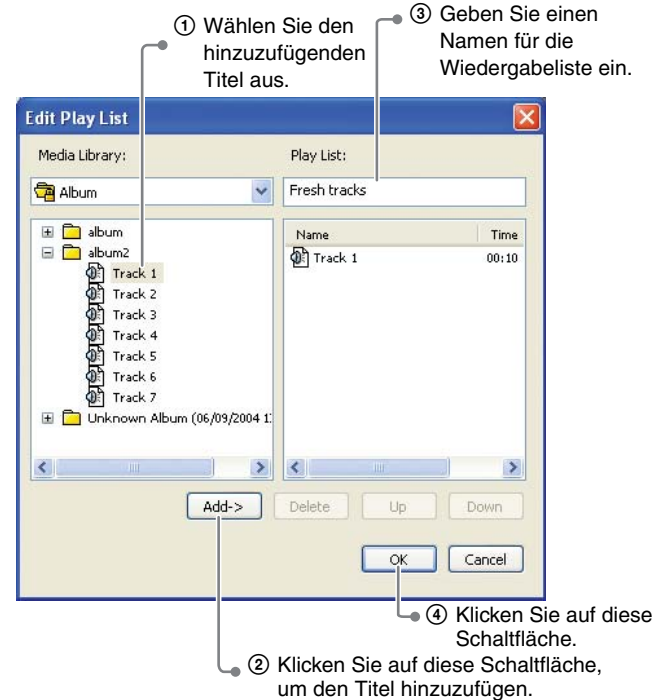 ① Wählen Sie den
hinzuzufügenden
Titel aus.
③ Geben Sie einen
Namen für die
Wiedergabeliste ein.
Edit Play List
Media Library:
Play List:
Album
Fresh tracks
album
album2
Track 1
Track 2
Track 3
Track 4
Track 5
Track 6
Track 7
Unknown Album (06/09/2004
Name Time
Track 1 00:10
Add-> Delete Up Down
OK Cancel
④ Klicken Sie auf diese
Schaltfläche.
② Klicken Sie auf diese Schaltfläche,
um den Titel hinzuzufügen.